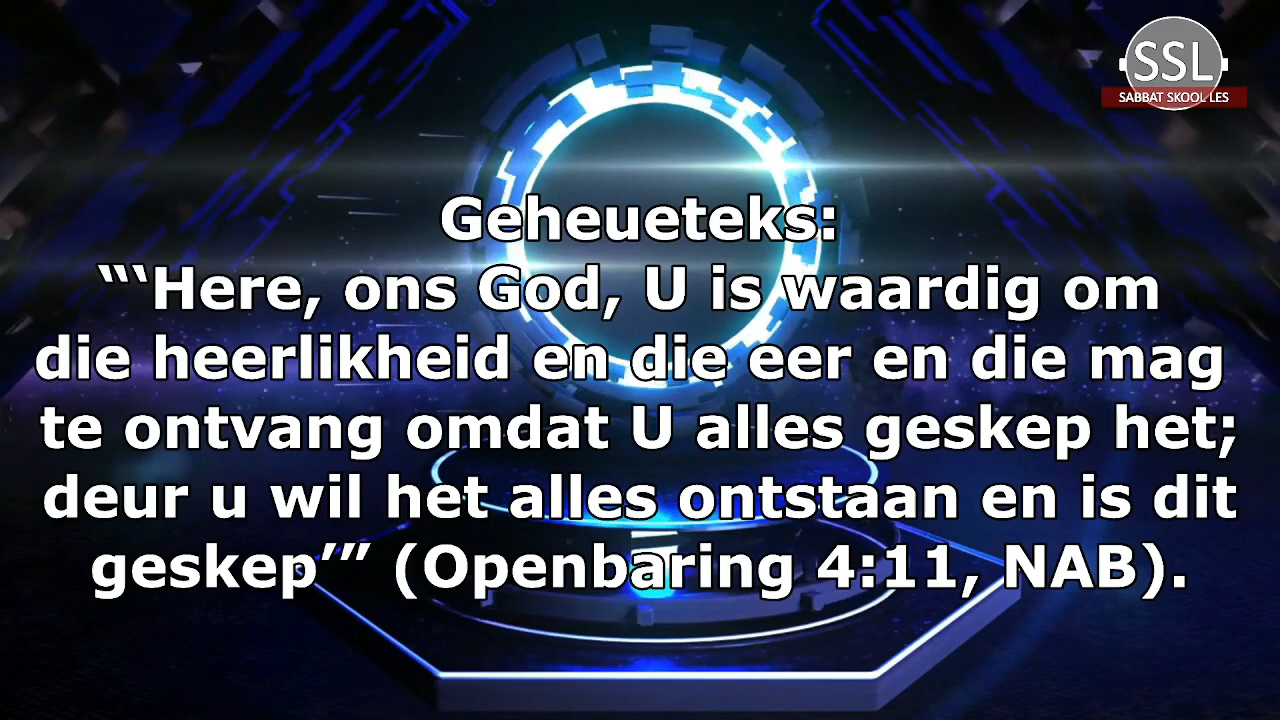 SSL
SABBAT SKOOL LES
Geheueteks:
“‘Here, ons God, U is waardig om
die heerlikheid en die eer en die mag
te ontvang omdat U alles geskep het;
deur u wil het alles ontstaan en is dit
geskep’” (Openbaring 4:11, NAB).